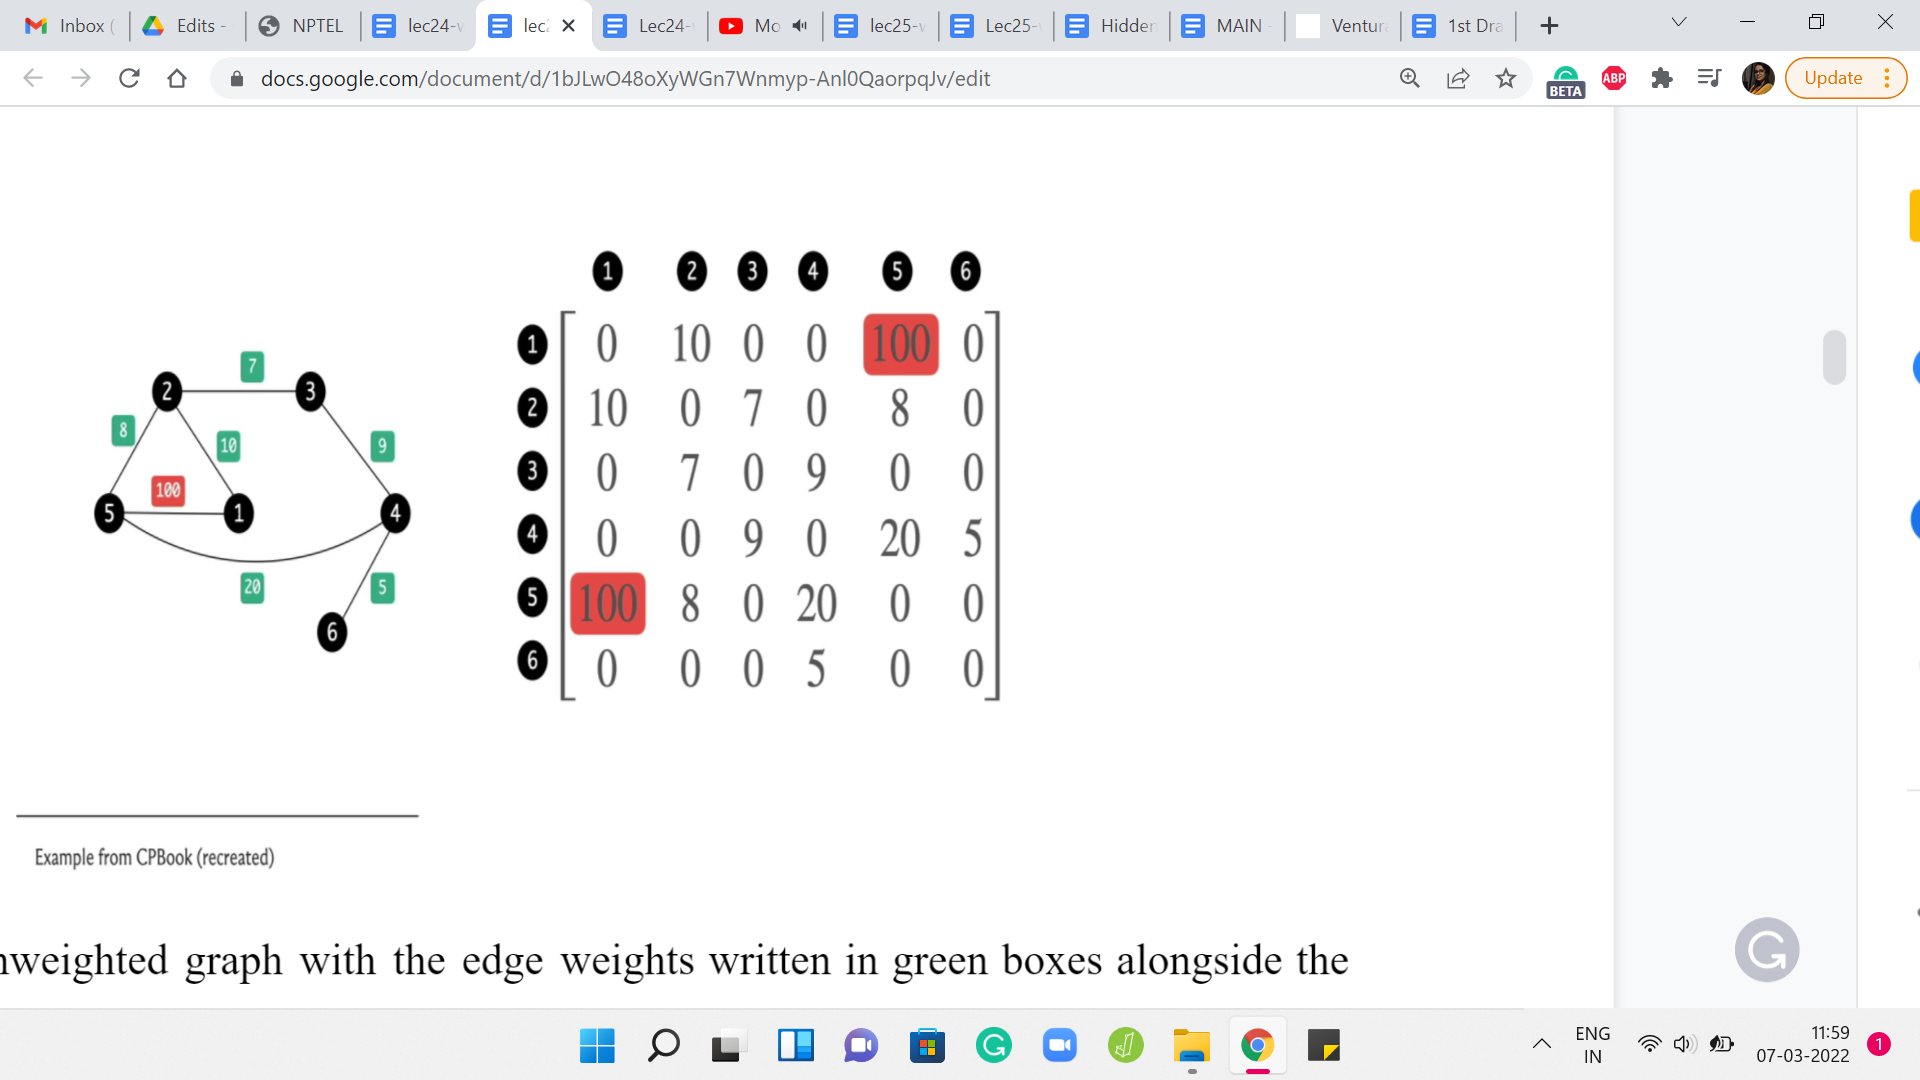 Inbox (
Edits -
NPTEL
lec24-v
lec2
Lec24-
Mo
lec25-v
Lec25-
Hidden
MAIN -
Ventura
1st Dra
docs.google.com/document/d/1bJLwO48oXyWGn7Wnmyp-Anl0QaorpqJv/edit
BETA
ABP
Update
1 2 3 4 5 6
1 0 10 0 0 100 0
2 10 0 7 0 8 0
3 0 7 0 9 0 0
4 0 0 9 0 20 5
5 100 8 0 20 0 0
6 0 0 0 5 0 0
7
2 3
8 10 9
100
5 1 4
20 5
6
Example from CPBook (recreated)
nweighted graph with the edge weights written in green boxes alongside the
ENG
IN
11:59
07-03-2022
1